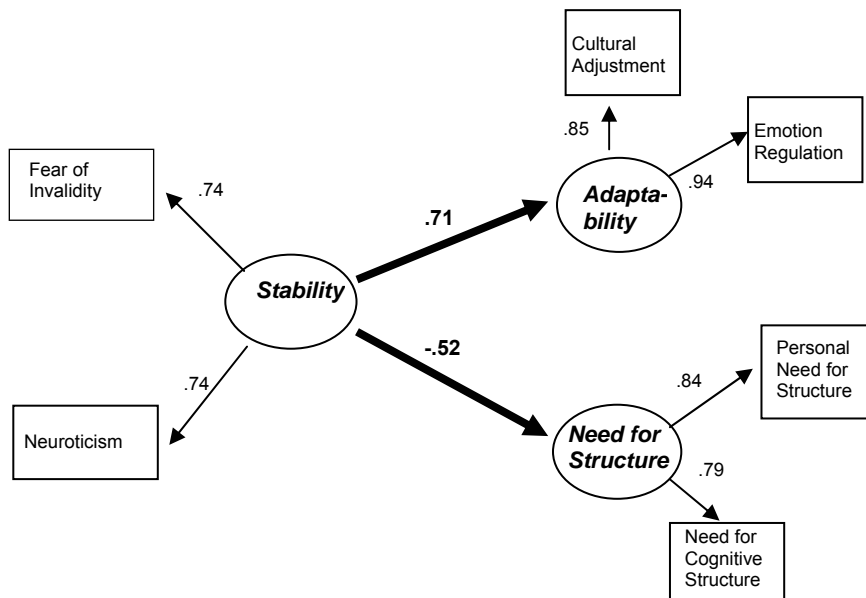 Cultural
Adjustment
.85
Emotion
Regulation
.94
Adapta-
bility
Fear of
Invalidity
.74
.71
Stability
-.52
.74
Neuroticism
Personal
Need for
Structure
.84
Need for
Structure
.79
Need for
Cognitive
Structure